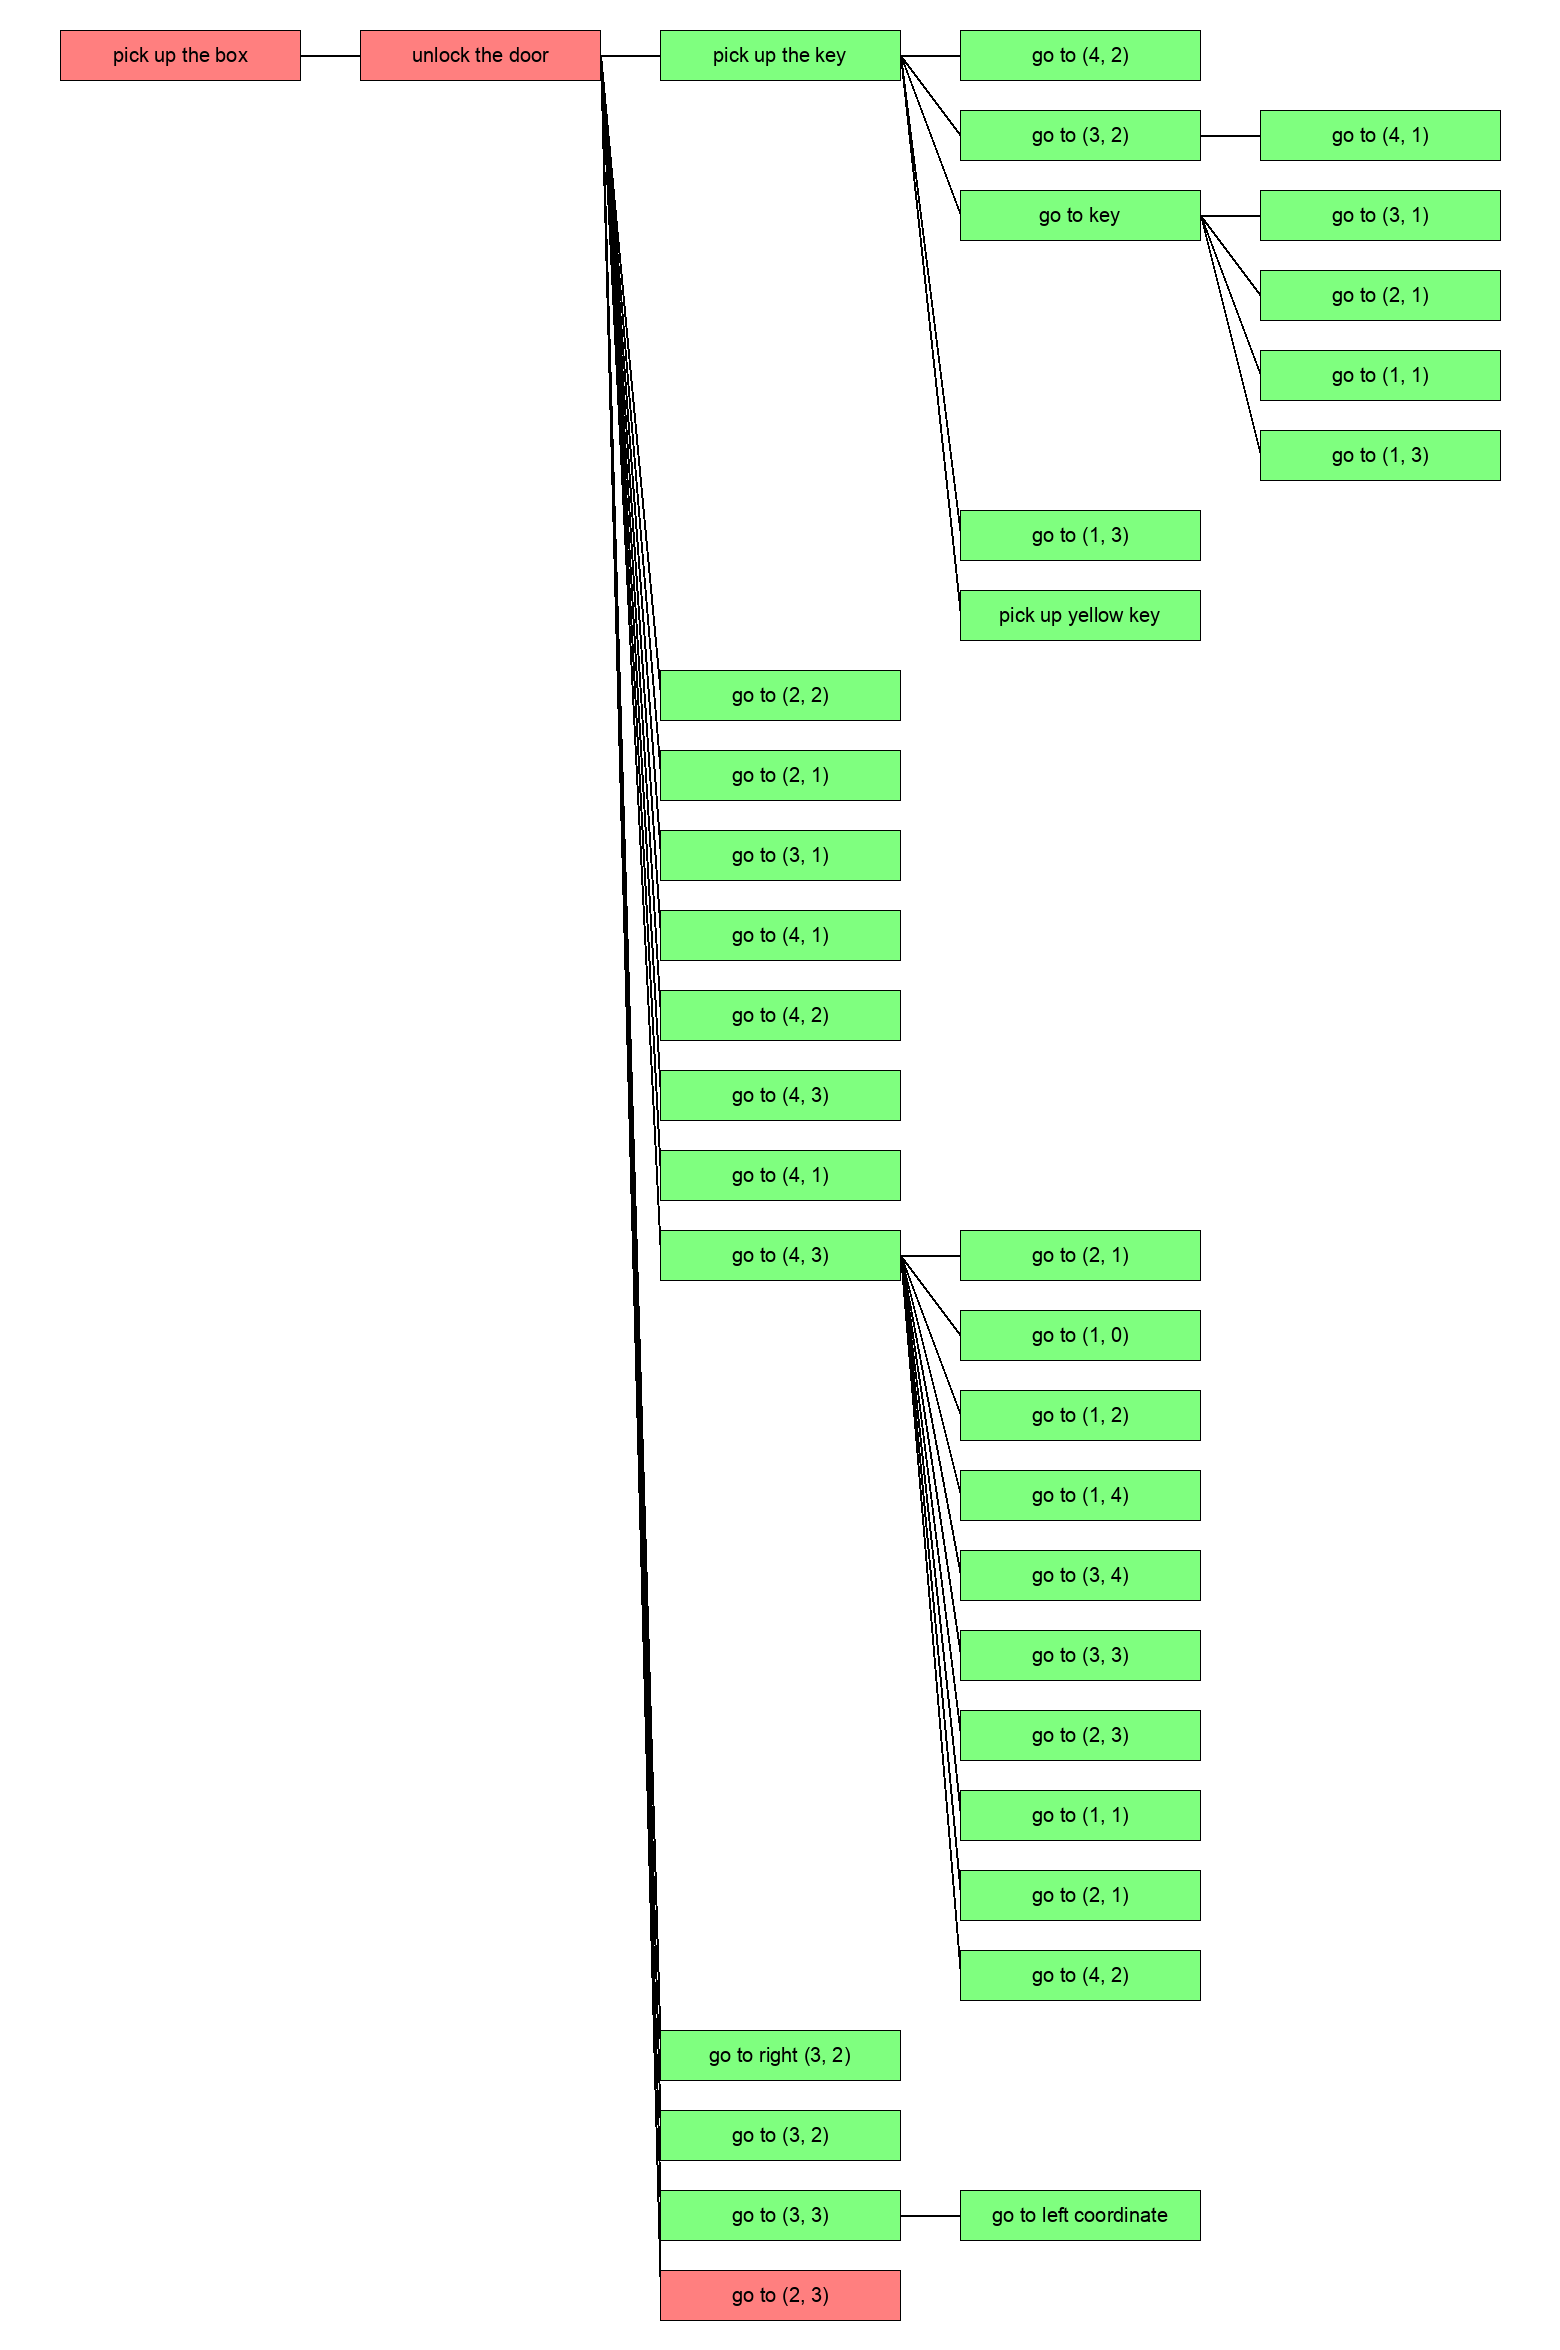 pick up the box
unlock the door
pick up the key
go to (4, 2)
go to (3, 2)
go to (4, 1)
go to key
go to (3, 1)
go to (2, 1)
go to (1, 1)
go to (1, 3)
go to (1, 3)
pick up yellow key
go to (2, 2)
go to (2, 1)
go to (3, 1)
go to (4, 1)
go to (4, 2)
go to (4, 3)
go to (4, 1)
go to (4, 3)
go to (2, 1)
go to (1, 0)
go to (1, 2)
go to (1, 4)
go to (3, 4)
go to (3, 3)
go to (2, 3)
go to (1, 1)
go to (2, 1)
go to (4, 2)
go to right (3, 2)
go to (3, 2)
go to (3, 3)
go to left coordinate
go to (2, 3)